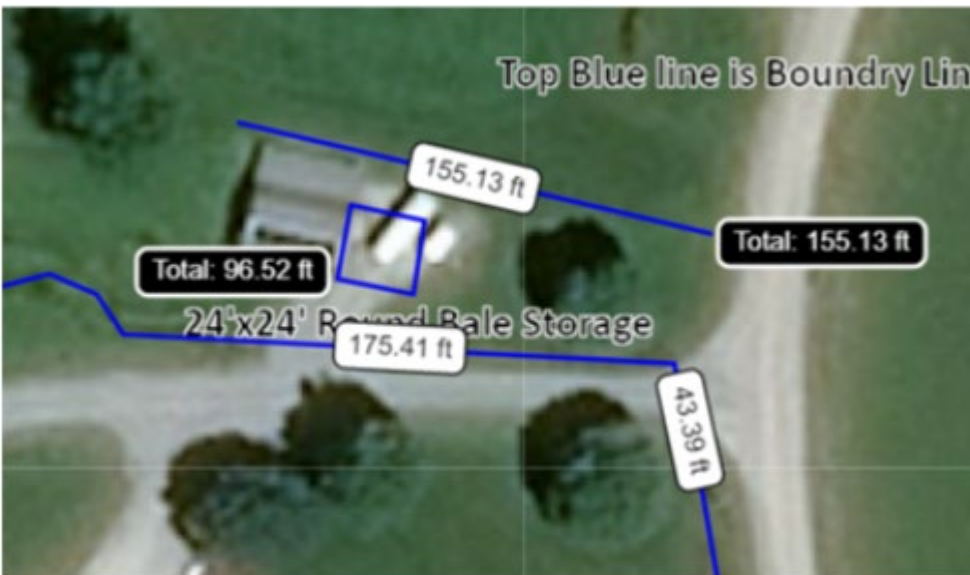 Top Blue line is Boundry Lin
155.13 ft
Total: 155.13 ft
Total: 96.52 ft
24'x24' Round Bale Storage
175.41 ft
43.39 ft